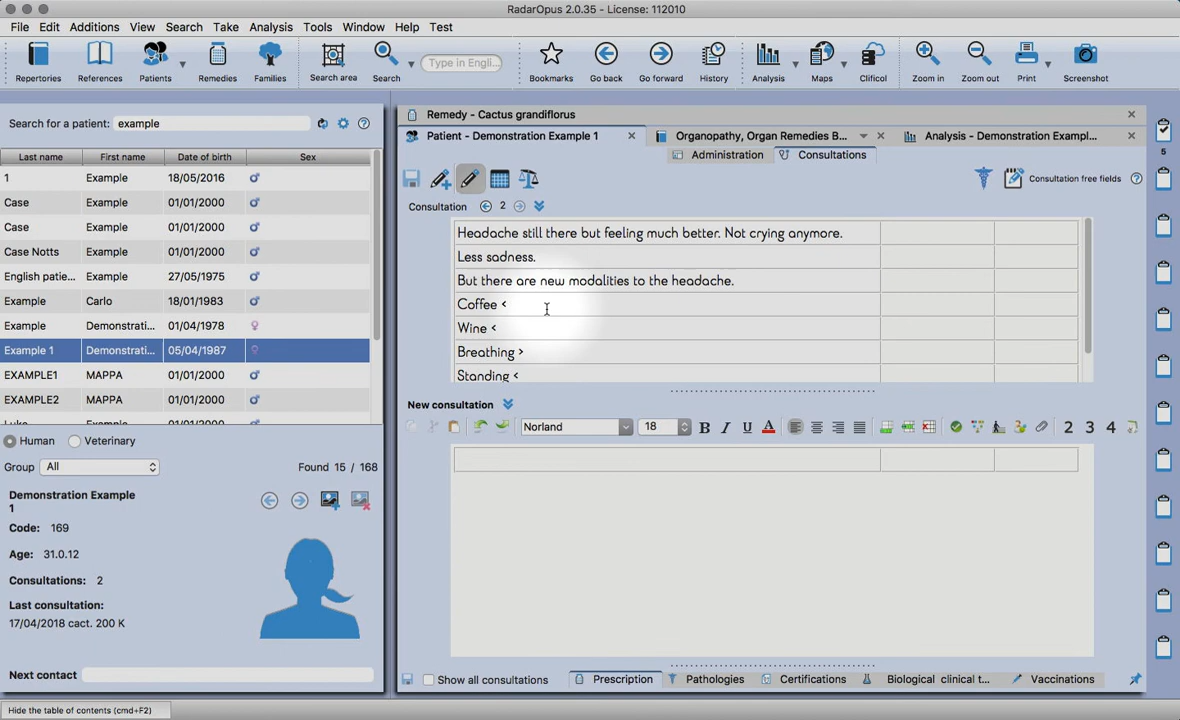 RadarOpus 2.0.35 - License: 112010
File Edit Additions View Search Take Analysis Tools Window Help Test
Repertories References Patients Remedies Families Search area Search Type in Engli... Bookmarks Go back Go forward History Analysis Maps Clificol Zoom in Zoom out Print Screenshot
Search for a patient: example
Last name First name Date of birth Sex
1 Example 18/05/2016
Case Example 01/01/2000
Case Example 01/01/2000
Case Notts Example 01/01/2000
English patie... Example 27/05/1975
Example Carlo 18/01/1983
Example Demonstrati... 01/04/1978
Example 1 Demonstrati... 05/04/1987
EXAMPLE1 MAPPA 01/01/2000
EXAMPLE2 MAPPA 01/01/2000
Human Veterinary
Group All Found 15 / 168
Demonstration Example
1
Code: 169
Age: 31.0.12
Consultations: 2
Last consultation:
17/04/2018 cact. 200 K
Next contact
Hide the table of contents (cmd+F2)
Remedy - Cactus grandiflorus
Patient - Demonstration Example 1 Organopathy, Organ Remedies B... Analysis - Demonstration Exampl...
Administration Consultations
Consultation free fields
Consultation 2
Headache still there but feeling much better. Not crying anymore.
Less sadness.
But there are new modalities to the headache.
Coffee <
Wine <
Breathing >
Standing <
New consultation
Norland 18 B I U A 2 3 4
Show all consultations Prescription Pathologies Certifications Biological clinical t... Vaccinations
5